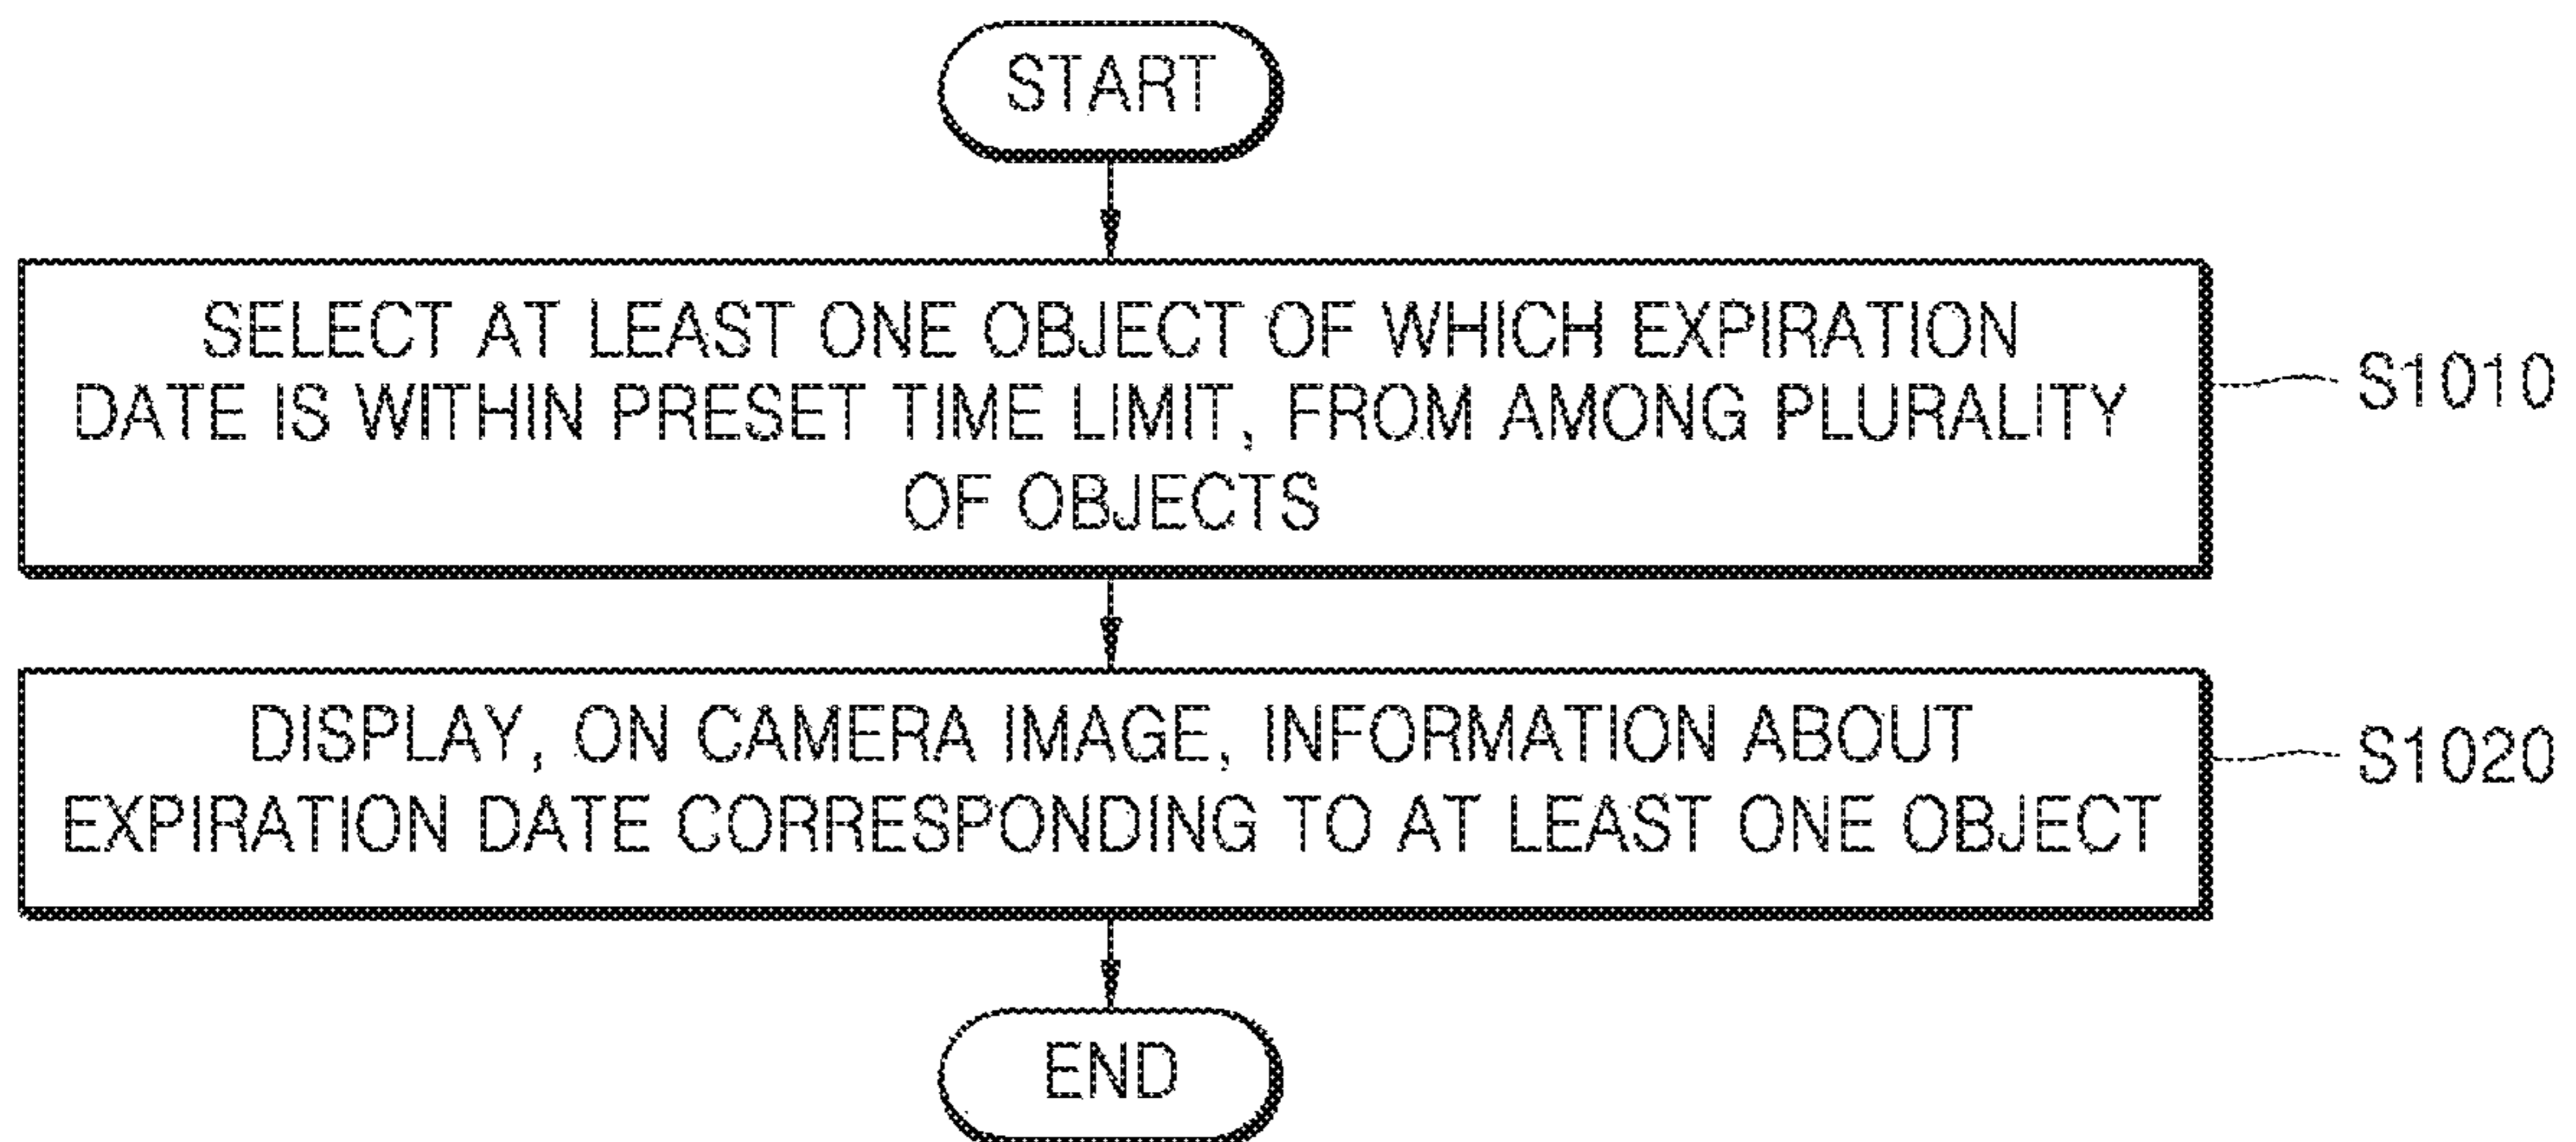 START
SELECT AT LEAST ONE OBJECT OF WHICH EXPIRATION
DATE IS WITHIN PRESET TIME LIMIT, FROM AMONG PLURALITY
OF OBJECTS
S1010
DISPLAY, ON CAMERA IMAGE, INFORMATION ABOUT
EXPIRATION DATE CORRESPONDING TO AT LEAST ONE OBJECT
S1020
END